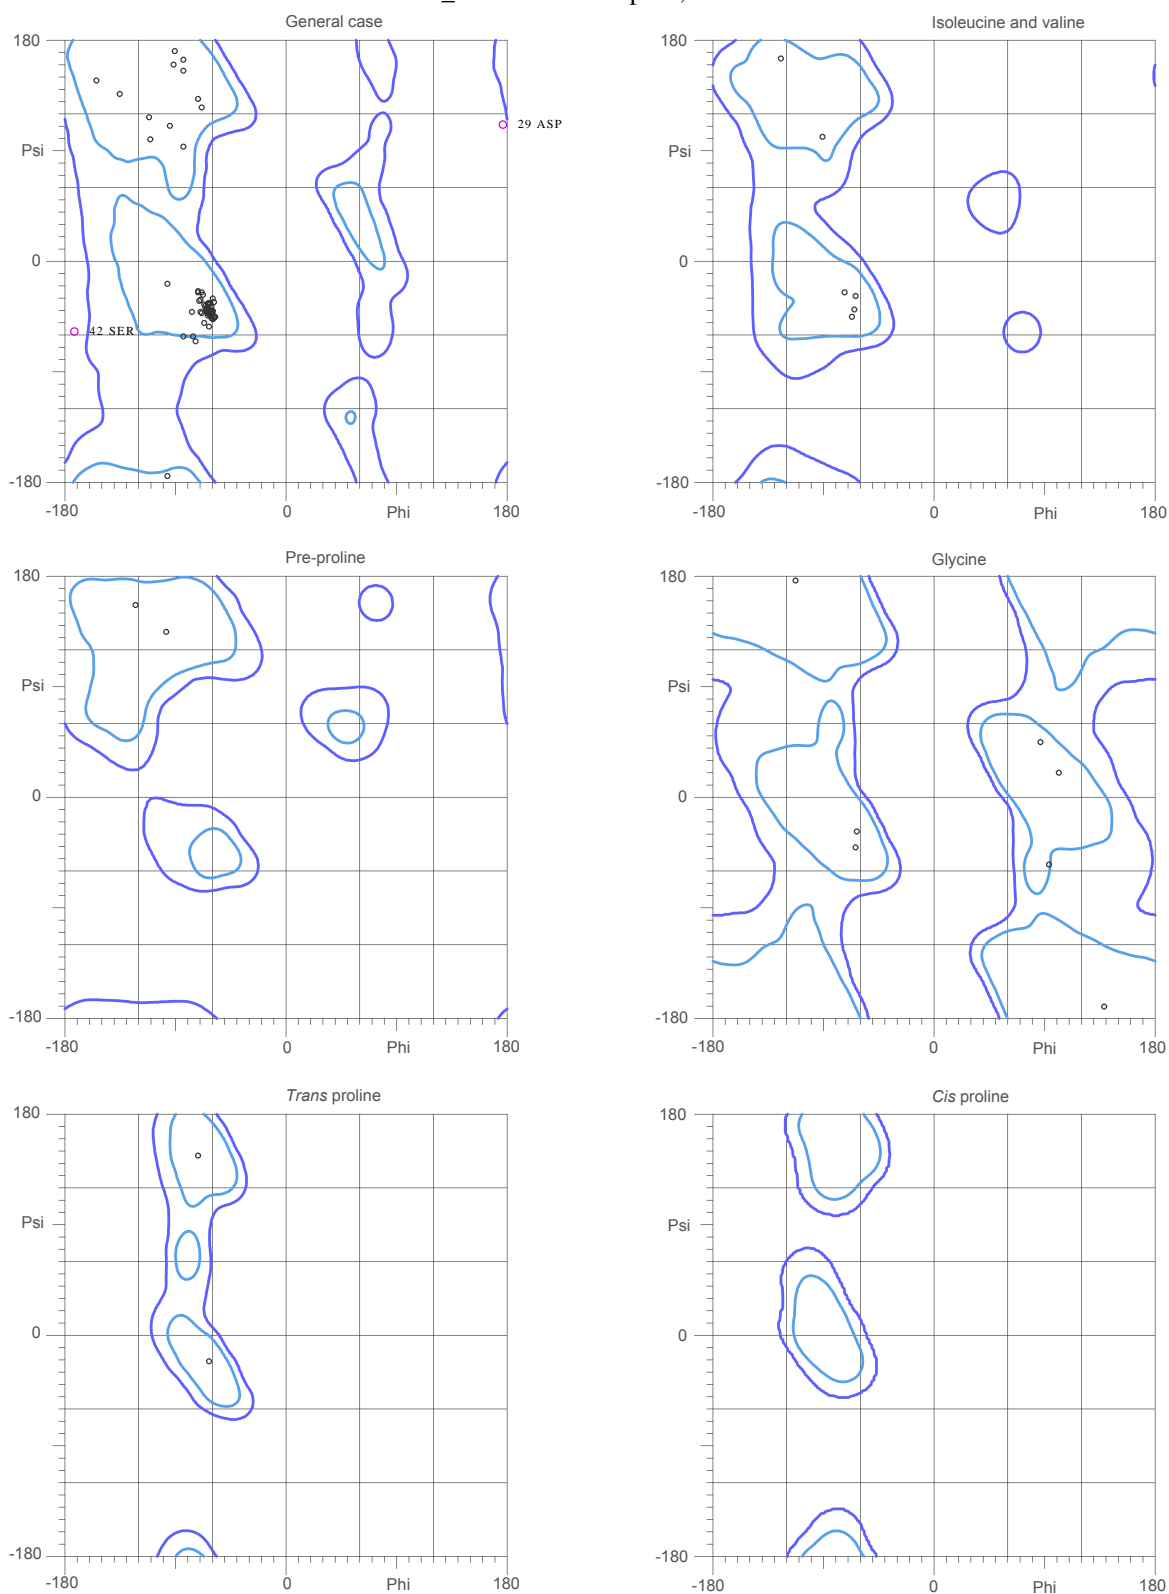 General case
Isoleucine and valine
180
Psi
0
-180
-180
0
Phi
180
29 ASP
42 SER
180
Psi
0
-180
-180
0
Phi
180
Pre-proline
Glycine
180
Psi
0
-180
-180
0
Phi
180
180
Psi
0
-180
-180
0
Phi
180
Trans proline
Cis proline
180
Psi
0
-180
-180
0
Phi
180
180
Psi
0
-180
-180
0
Phi
180